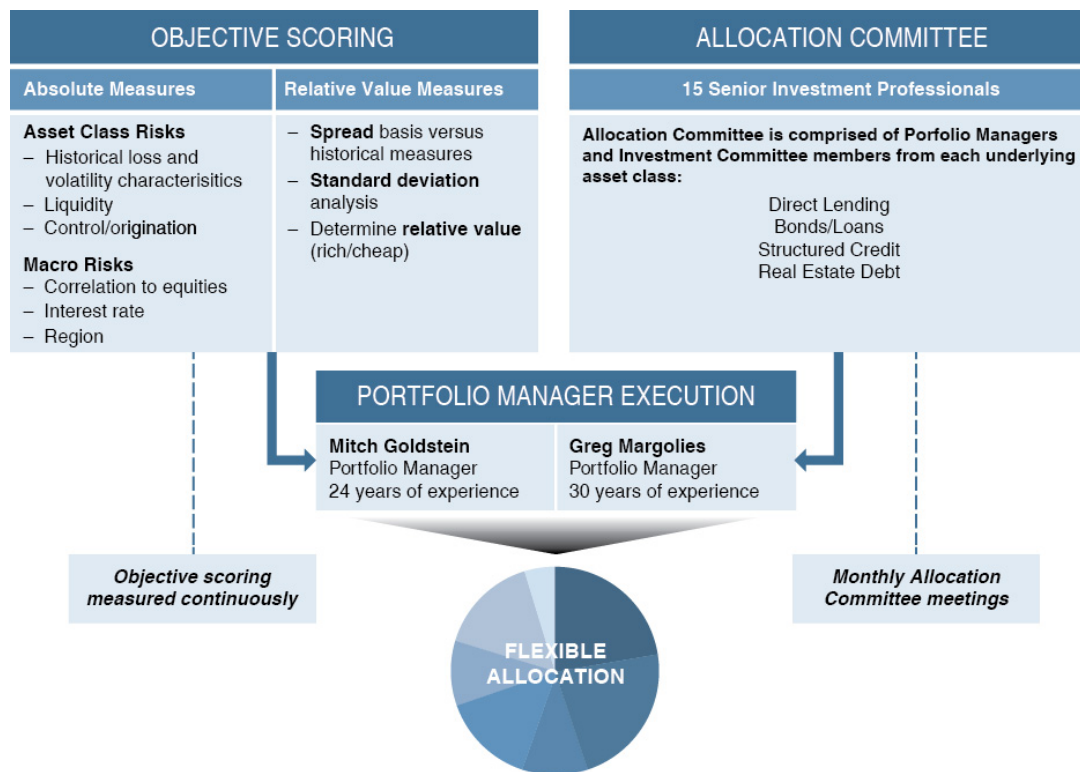 OBJECTIVE SCORING
Absolute Measures
Asset Class Risks
– Historical loss and
volatility characterisitics
– Liquidity
– Control/origination
Macro Risks
– Correlation to equities
– Interest rate
– Region
Relative Value Measures
– Spread basis versus
historical measures
– Standard deviation
analysis
– Determine relative value
(rich/cheap)
ALLOCATION COMMITTEE
15 Senior Investment Professionals
Allocation Committee is comprised of Porfolio Managers
and Investment Committee members from each underlying
asset class:
Direct Lending
Bonds/Loans
Structured Credit
Real Estate Debt
PORTFOLIO MANAGER EXECUTION
Mitch Goldstein
Portfolio Manager
24 years of experience
Greg Margolies
Portfolio Manager
30 years of experience
Objective scoring
measured continuously
Monthly Allocation
Committee meetings
FLEXIBLE
ALLOCATION